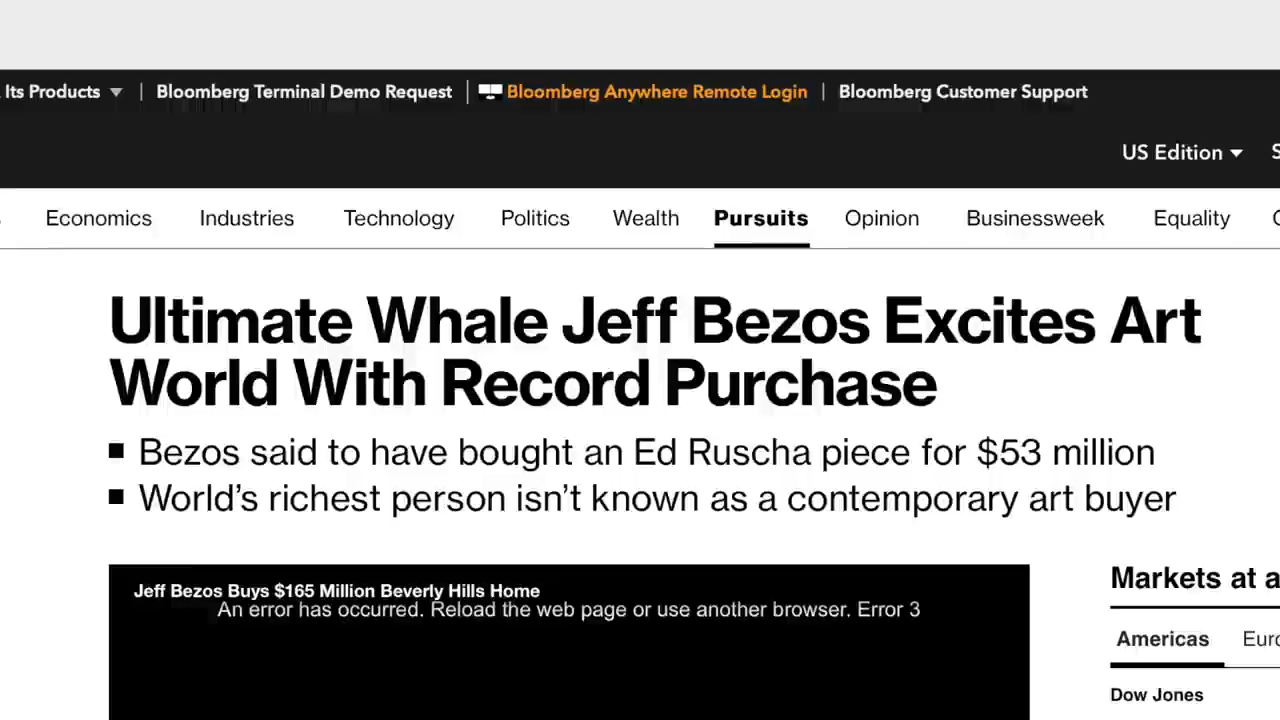 Its Products | Bloomberg Terminal Demo Request | Bloomberg Anywhere Remote Login | Bloomberg Customer Support
US Edition
Economics Industries Technology Politics Wealth Pursuits Opinion Businessweek Equality
Ultimate Whale Jeff Bezos Excites Art
World With Record Purchase
Bezos said to have bought an Ed Ruscha piece for $53 million
World’s richest person isn’t known as a contemporary art buyer
Jeff Bezos Buys $165 Million Beverly Hills Home
An error has occurred. Reload the web page or use another browser. Error 3
Markets at a
Americas Euro
Dow Jones